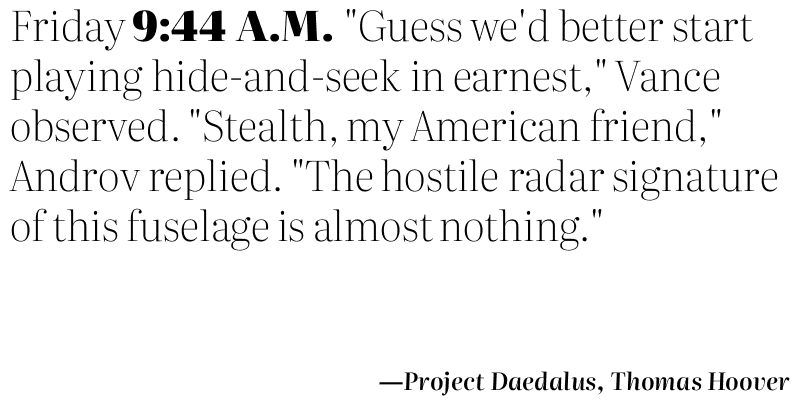 Friday 9:44 A.M. "Guess we'd better start
playing hide-and-seek in earnest," Vance
observed. "Stealth, my American friend,"
Androv replied. "The hostile radar signature
of this fuselage is almost nothing."
—Project Daedalus, Thomas Hoover